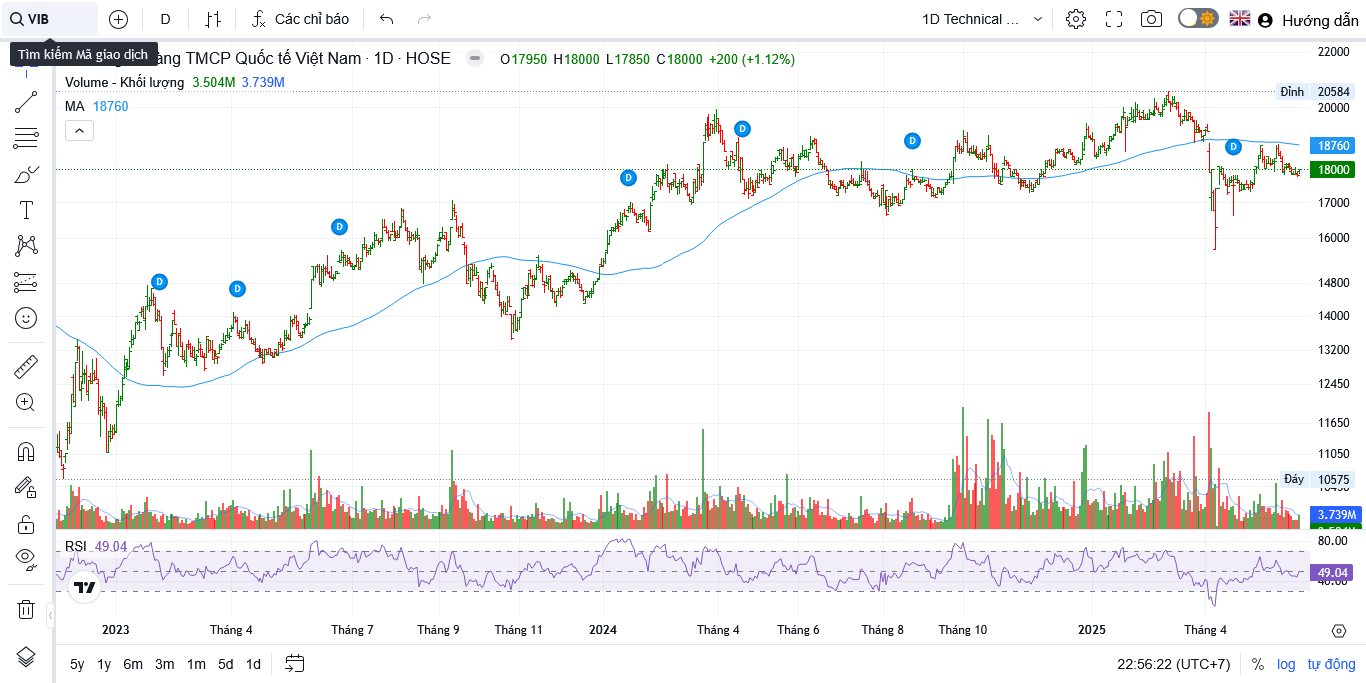 VIB
D
Các chỉ báo
1D Technical ...
Hướng dẫn
Tìm kiếm Mã giao dịch
àng TMCP Quốc tế Việt Nam · 1D · HOSE
O17950 H18000 L17850 C18000 +200 (+1.12%)
Volume - Khối lượng 3.504M 3.739M
MA 18760
22000
Đỉnh 20584
20000
18760
18000
17000
16000
14800
14000
13200
12450
11650
11050
Đáy 10575
3.739M
D
D
D
D
D
D
D
RSI 49.04
80.00
49.04
40.00
2023
Tháng 4
Tháng 7
Tháng 9
Tháng 11
2024
Tháng 4
Tháng 6
Tháng 8
Tháng 10
2025
Tháng 4
5y 1y 6m 3m 1m 5d 1d
22:56:22 (UTC+7)
%
log
tự động